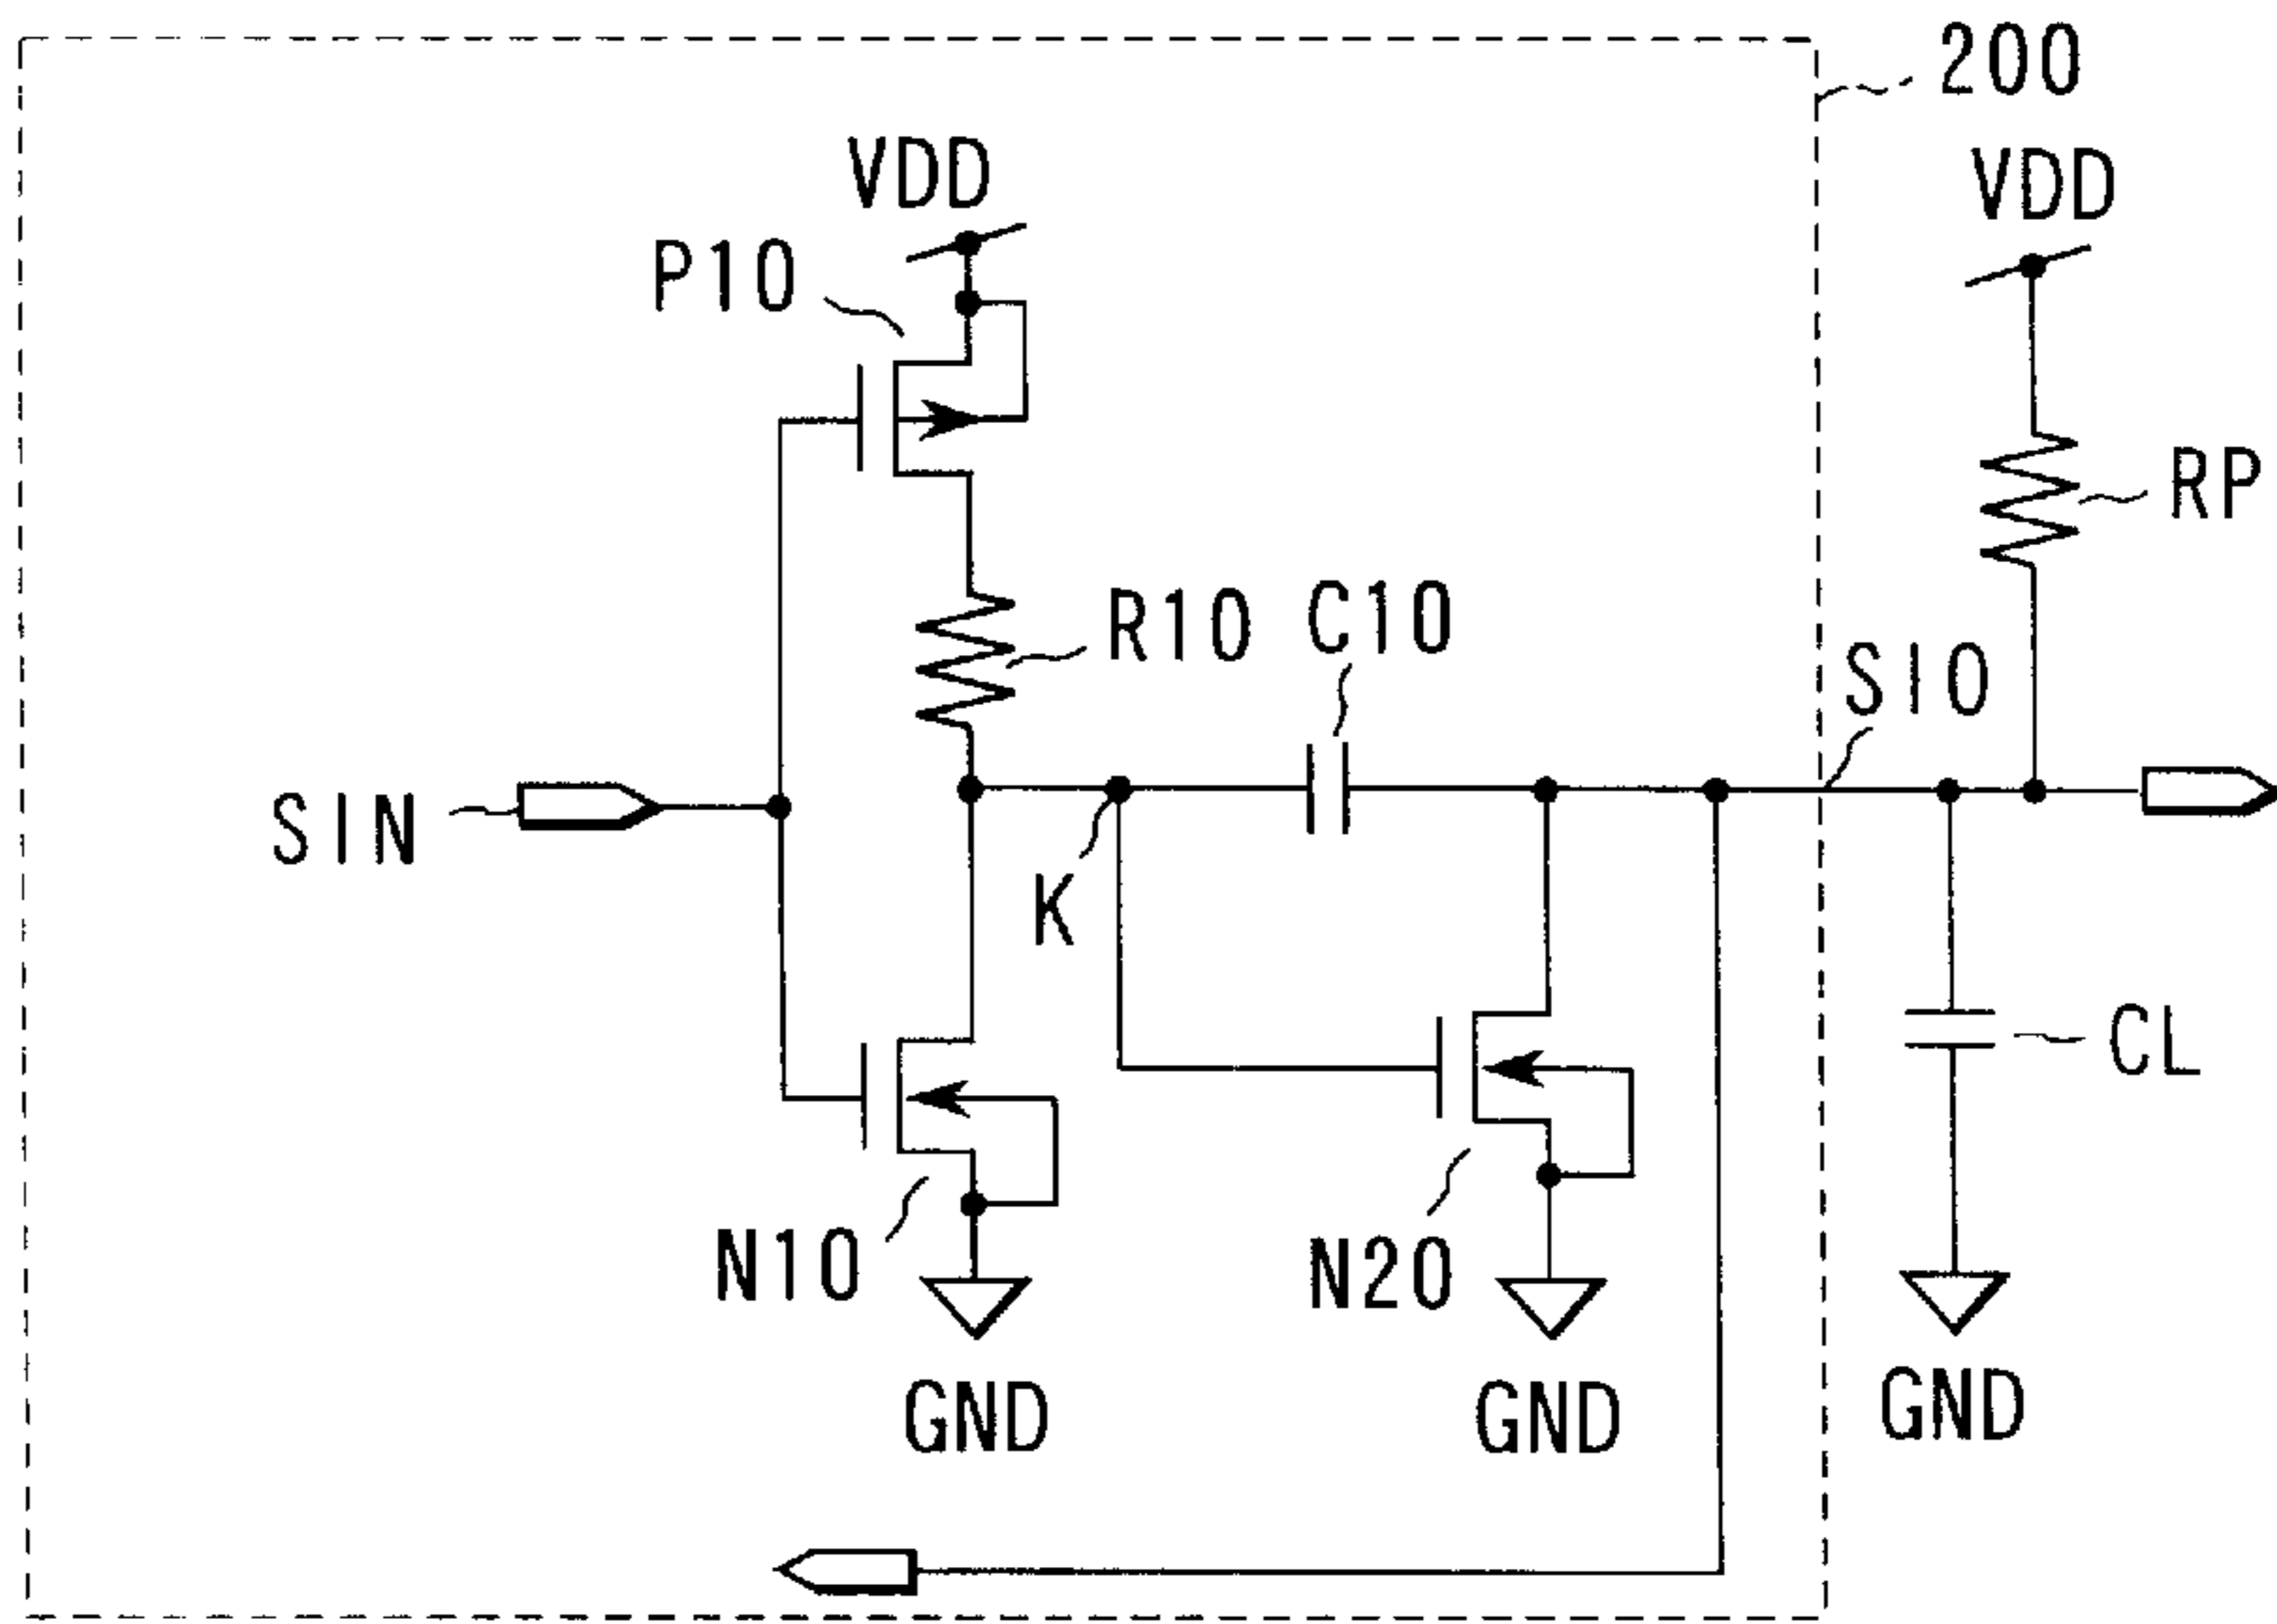 200
VDD
VDD
P10
RP
R10
C10
SIO
SIN
K
CL
N10
N20
GND
GND
GND